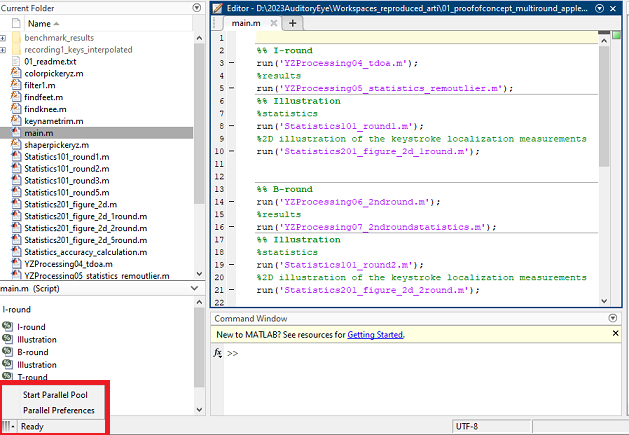 Current Folder
Name
benchmark_results
recording1_keys_interpolated
01_readme.txt
colorpickeryz.m
filter1.m
findfeet.m
findknee.m
keynametrim.m
main.m
shaperpickeryz.m
Statistics101_round1.m
Statistics101_round2.m
Statistics101_round3.m
Statistics101_round5.m
Statistics201_figure_2d.m
Statistics201_figure_2d_1round.m
Statistics201_figure_2d_2round.m
Statistics201_figure_2d_5round.m
Statistics_accuracy_calculation.m
YZProcessing04_tdoa.m
YZProcessing05_statistics_remoutlier.m
main.m (Script)
I-round
I-round
Illustration
B-round
Illustration
T-round
Start Parallel Pool
Parallel Preferences
Ready
Editor - D:\2023AuditoryEye\Workspaces_reproduced_arti\01_proofofconcept_multiround_apple...
main.m
1
2 %% I-round
3 run('YZProcessing04_tdoa.m');
4 %results
5 run('YZProcessing05_statistics_remoutlier.m');
6 %% Illustration
7 %statistics
8 run('Statistics101_round1.m');
9 %2D illustration of the keystroke localization measurements
10 run('Statistics201_figure_2d_1round.m');
11
12
13 %% B-round
14 run('YZProcessing06_2ndround.m');
15 %results
16 run('YZProcessing07_2ndroundstatistics.m');
17 %% Illustration
18 %statistics
19 run('Statistics101_round2.m');
20 %2D illustration of the keystroke localization measurements
21 run('Statistics201_figure_2d_2round.m');
22
Command Window
New to MATLAB? See resources for Getting Started.
fx >>
UTF-8